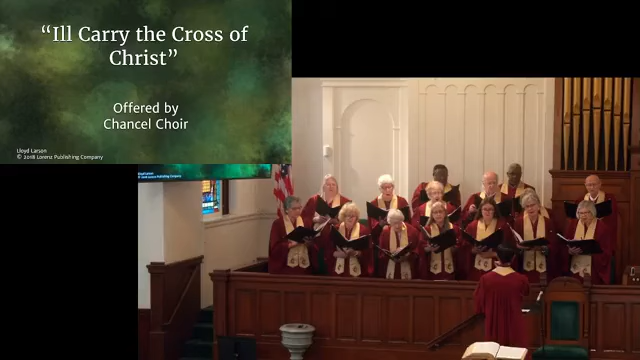 “Ill Carry the Cross of
Christ”
Offered by
Chancel Choir
Lloyd Larson
© 2018 Lorenz Publishing Company